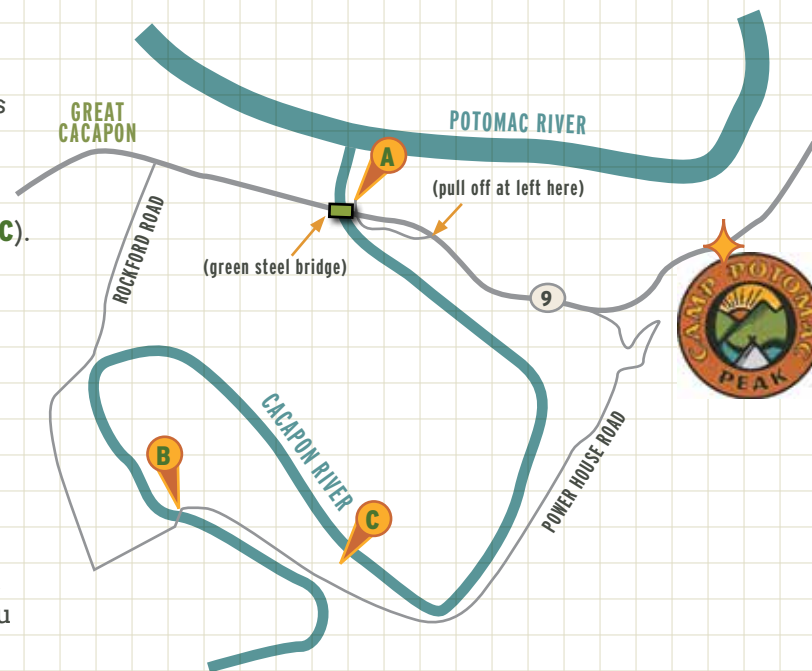 s
GREAT
CACAPON
POTOMAC RIVER
A
(pull off at left here)
C).
ROCKFORD ROAD
(green steel bridge)
9
CAMP POTOMAC
PEAK
CACAPON RIVER
B
C
POWER HOUSE ROAD
u